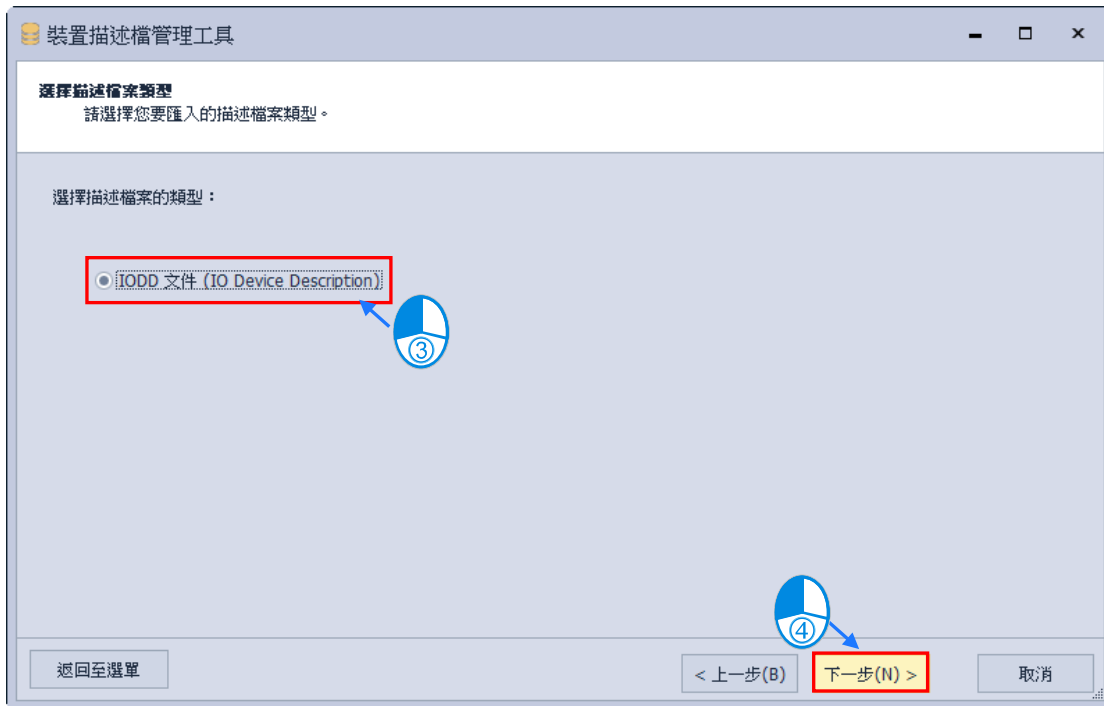 裝置描述檔管理工具
選擇描述檔案類型
請選擇您要匯入的描述檔案類型。
選擇描述檔案的類型：
IODD 文件 (IO Device Description)
③
④
返回至選單
< 上一步(B)
下一步(N) >
取消